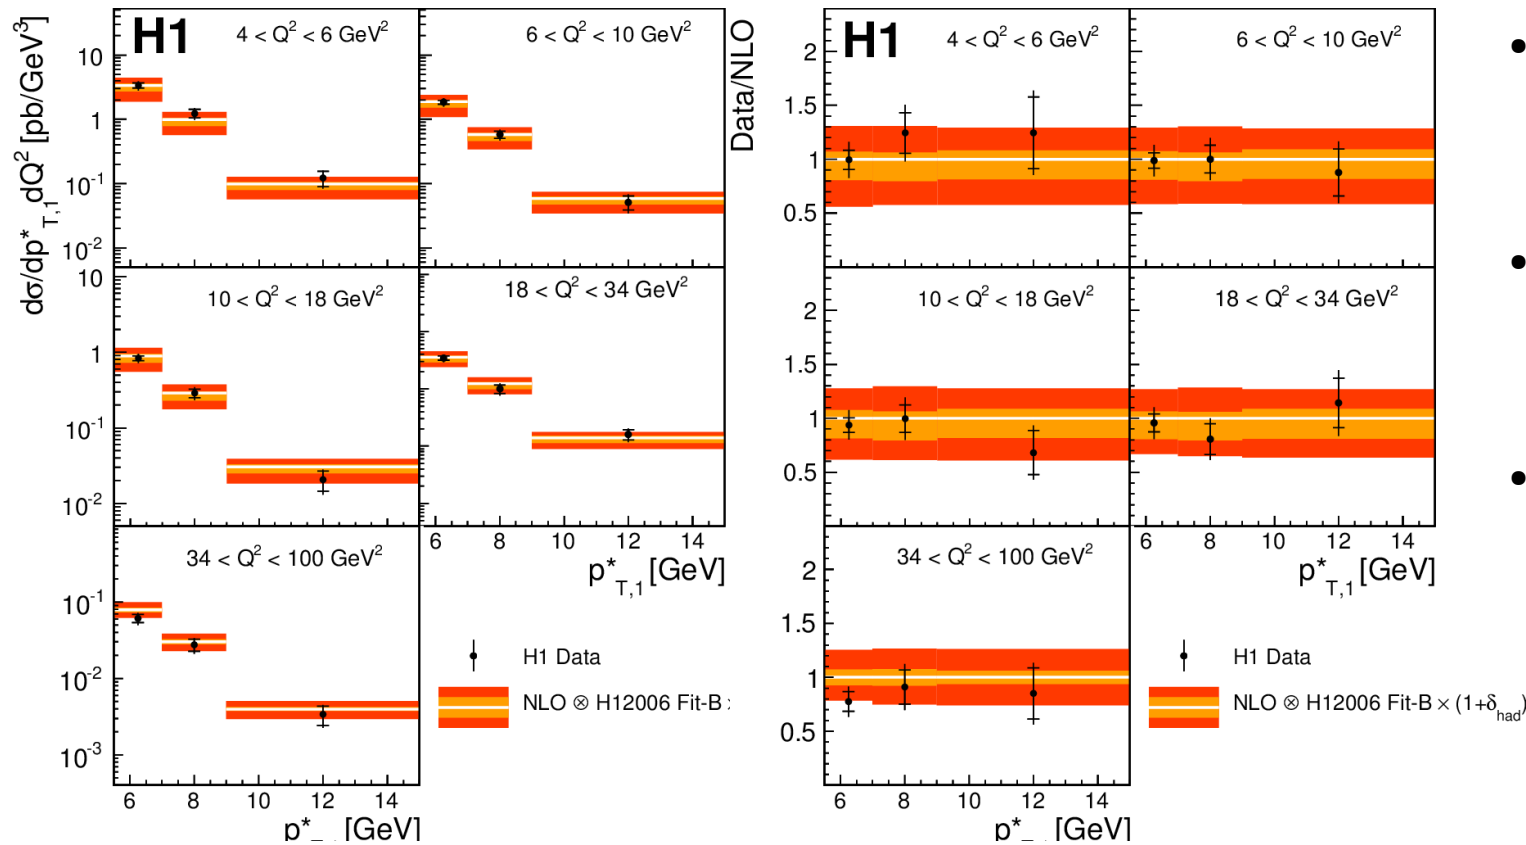 H1
4 < Q² < 6 GeV²
6 < Q² < 10 GeV²
dσ/dp*T,1 dQ² [pb/GeV³]
10
1
10⁻¹
10⁻²
10 < Q² < 18 GeV²
18 < Q² < 34 GeV²
10
1
10⁻¹
10⁻²
6 8 10 12 14
p*T,1 [GeV]
34 < Q² < 100 GeV²
10⁻¹
10⁻²
10⁻³
H1 Data
NLO ⊗ H12006 Fit-B
6 8 10 12 14
p* [GeV]
Data/NLO
H1
4 < Q² < 6 GeV²
6 < Q² < 10 GeV²
2
1.5
1
0.5
10 < Q² < 18 GeV²
18 < Q² < 34 GeV²
2
1.5
1
0.5
6 8 10 12 14
p*T,1 [GeV]
34 < Q² < 100 GeV²
2
1.5
1
0.5
H1 Data
NLO ⊗ H12006 Fit-B × (1+δhad)
6 8 10 12 14
p* [GeV]